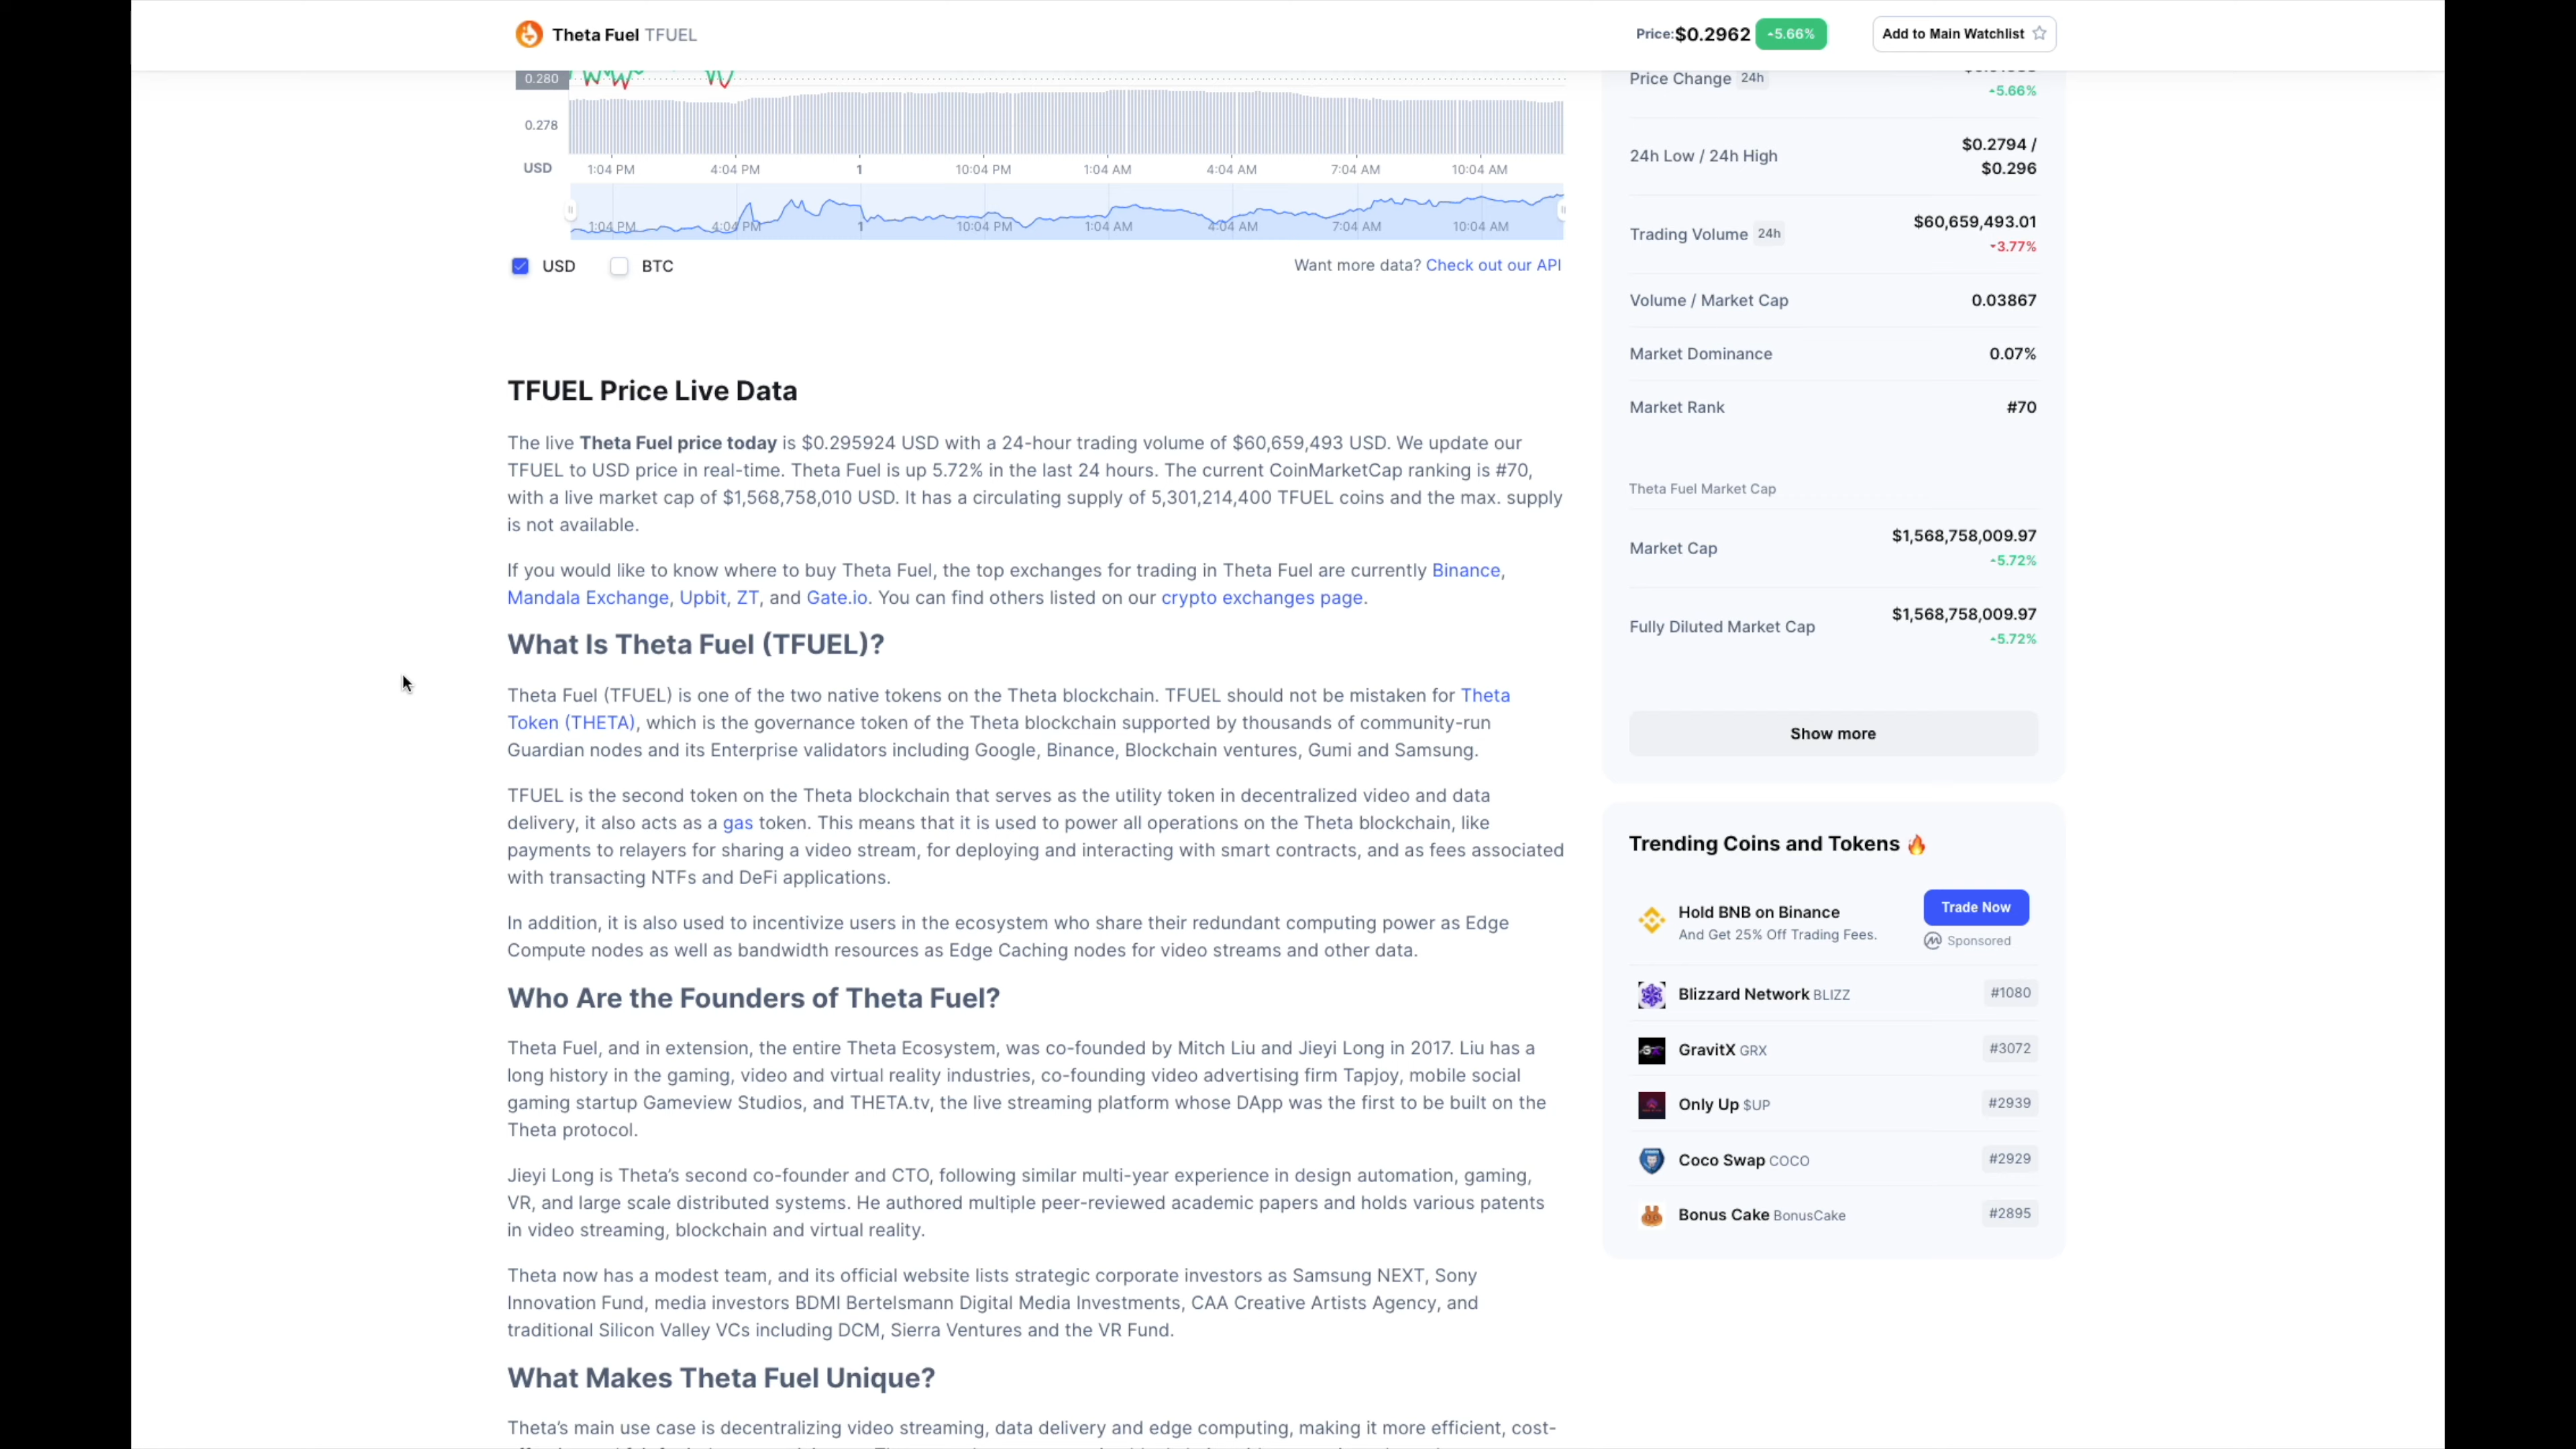 Theta Fuel TFUEL
Price:$0.2962 5.66%
Add to Main Watchlist
0.280
0.278
USD
1:04 PM 4:04 PM 1 10:04 PM 1:04 AM 4:04 AM 7:04 AM 10:04 AM
1:04 PM 4:04 PM 1 10:04 PM 1:04 AM 4:04 AM 7:04 AM 10:04 AM
USD BTC
Want more data? Check out our API
TFUEL Price Live Data
The live Theta Fuel price today is $0.295924 USD with a 24-hour trading volume of $60,659,493 USD. We update our
TFUEL to USD price in real-time. Theta Fuel is up 5.72% in the last 24 hours. The current CoinMarketCap ranking is #70,
with a live market cap of $1,568,758,010 USD. It has a circulating supply of 5,301,214,400 TFUEL coins and the max. supply
is not available.
If you would like to know where to buy Theta Fuel, the top exchanges for trading in Theta Fuel are currently Binance,
Mandala Exchange, Upbit, ZT, and Gate.io. You can find others listed on our crypto exchanges page.
What Is Theta Fuel (TFUEL)?
Theta Fuel (TFUEL) is one of the two native tokens on the Theta blockchain. TFUEL should not be mistaken for Theta
Token (THETA), which is the governance token of the Theta blockchain supported by thousands of community-run
Guardian nodes and its Enterprise validators including Google, Binance, Blockchain ventures, Gumi and Samsung.
TFUEL is the second token on the Theta blockchain that serves as the utility token in decentralized video and data
delivery, it also acts as a gas token. This means that it is used to power all operations on the Theta blockchain, like
payments to relayers for sharing a video stream, for deploying and interacting with smart contracts, and as fees associated
with transacting NTFs and DeFi applications.
In addition, it is also used to incentivize users in the ecosystem who share their redundant computing power as Edge
Compute nodes as well as bandwidth resources as Edge Caching nodes for video streams and other data.
Who Are the Founders of Theta Fuel?
Theta Fuel, and in extension, the entire Theta Ecosystem, was co-founded by Mitch Liu and Jieyi Long in 2017. Liu has a
long history in the gaming, video and virtual reality industries, co-founding video advertising firm Tapjoy, mobile social
gaming startup Gameview Studios, and THETA.tv, the live streaming platform whose DApp was the first to be built on the
Theta protocol.
Jieyi Long is Theta’s second co-founder and CTO, following similar multi-year experience in design automation, gaming,
VR, and large scale distributed systems. He authored multiple peer-reviewed academic papers and holds various patents
in video streaming, blockchain and virtual reality.
Theta now has a modest team, and its official website lists strategic corporate investors as Samsung NEXT, Sony
Innovation Fund, media investors BDMI Bertelsmann Digital Media Investments, CAA Creative Artists Agency, and
traditional Silicon Valley VCs including DCM, Sierra Ventures and the VR Fund.
What Makes Theta Fuel Unique?
Theta’s main use case is decentralizing video streaming, data delivery and edge computing, making it more efficient, cost-
Price Change 24h
5.66%
24h Low / 24h High
$0.2794 /
$0.296
Trading Volume 24h
$60,659,493.01
3.77%
Volume / Market Cap 0.03867
Market Dominance 0.07%
Market Rank #70
Theta Fuel Market Cap
Market Cap
$1,568,758,009.97
5.72%
Fully Diluted Market Cap
$1,568,758,009.97
5.72%
Show more
Trending Coins and Tokens
Hold BNB on Binance
And Get 25% Off Trading Fees.
Trade Now
Sponsored
Blizzard Network BLIZZ #1080
GravitX GRX #3072
Only Up $UP #2939
Coco Swap COCO #2929
Bonus Cake BonusCake #2895